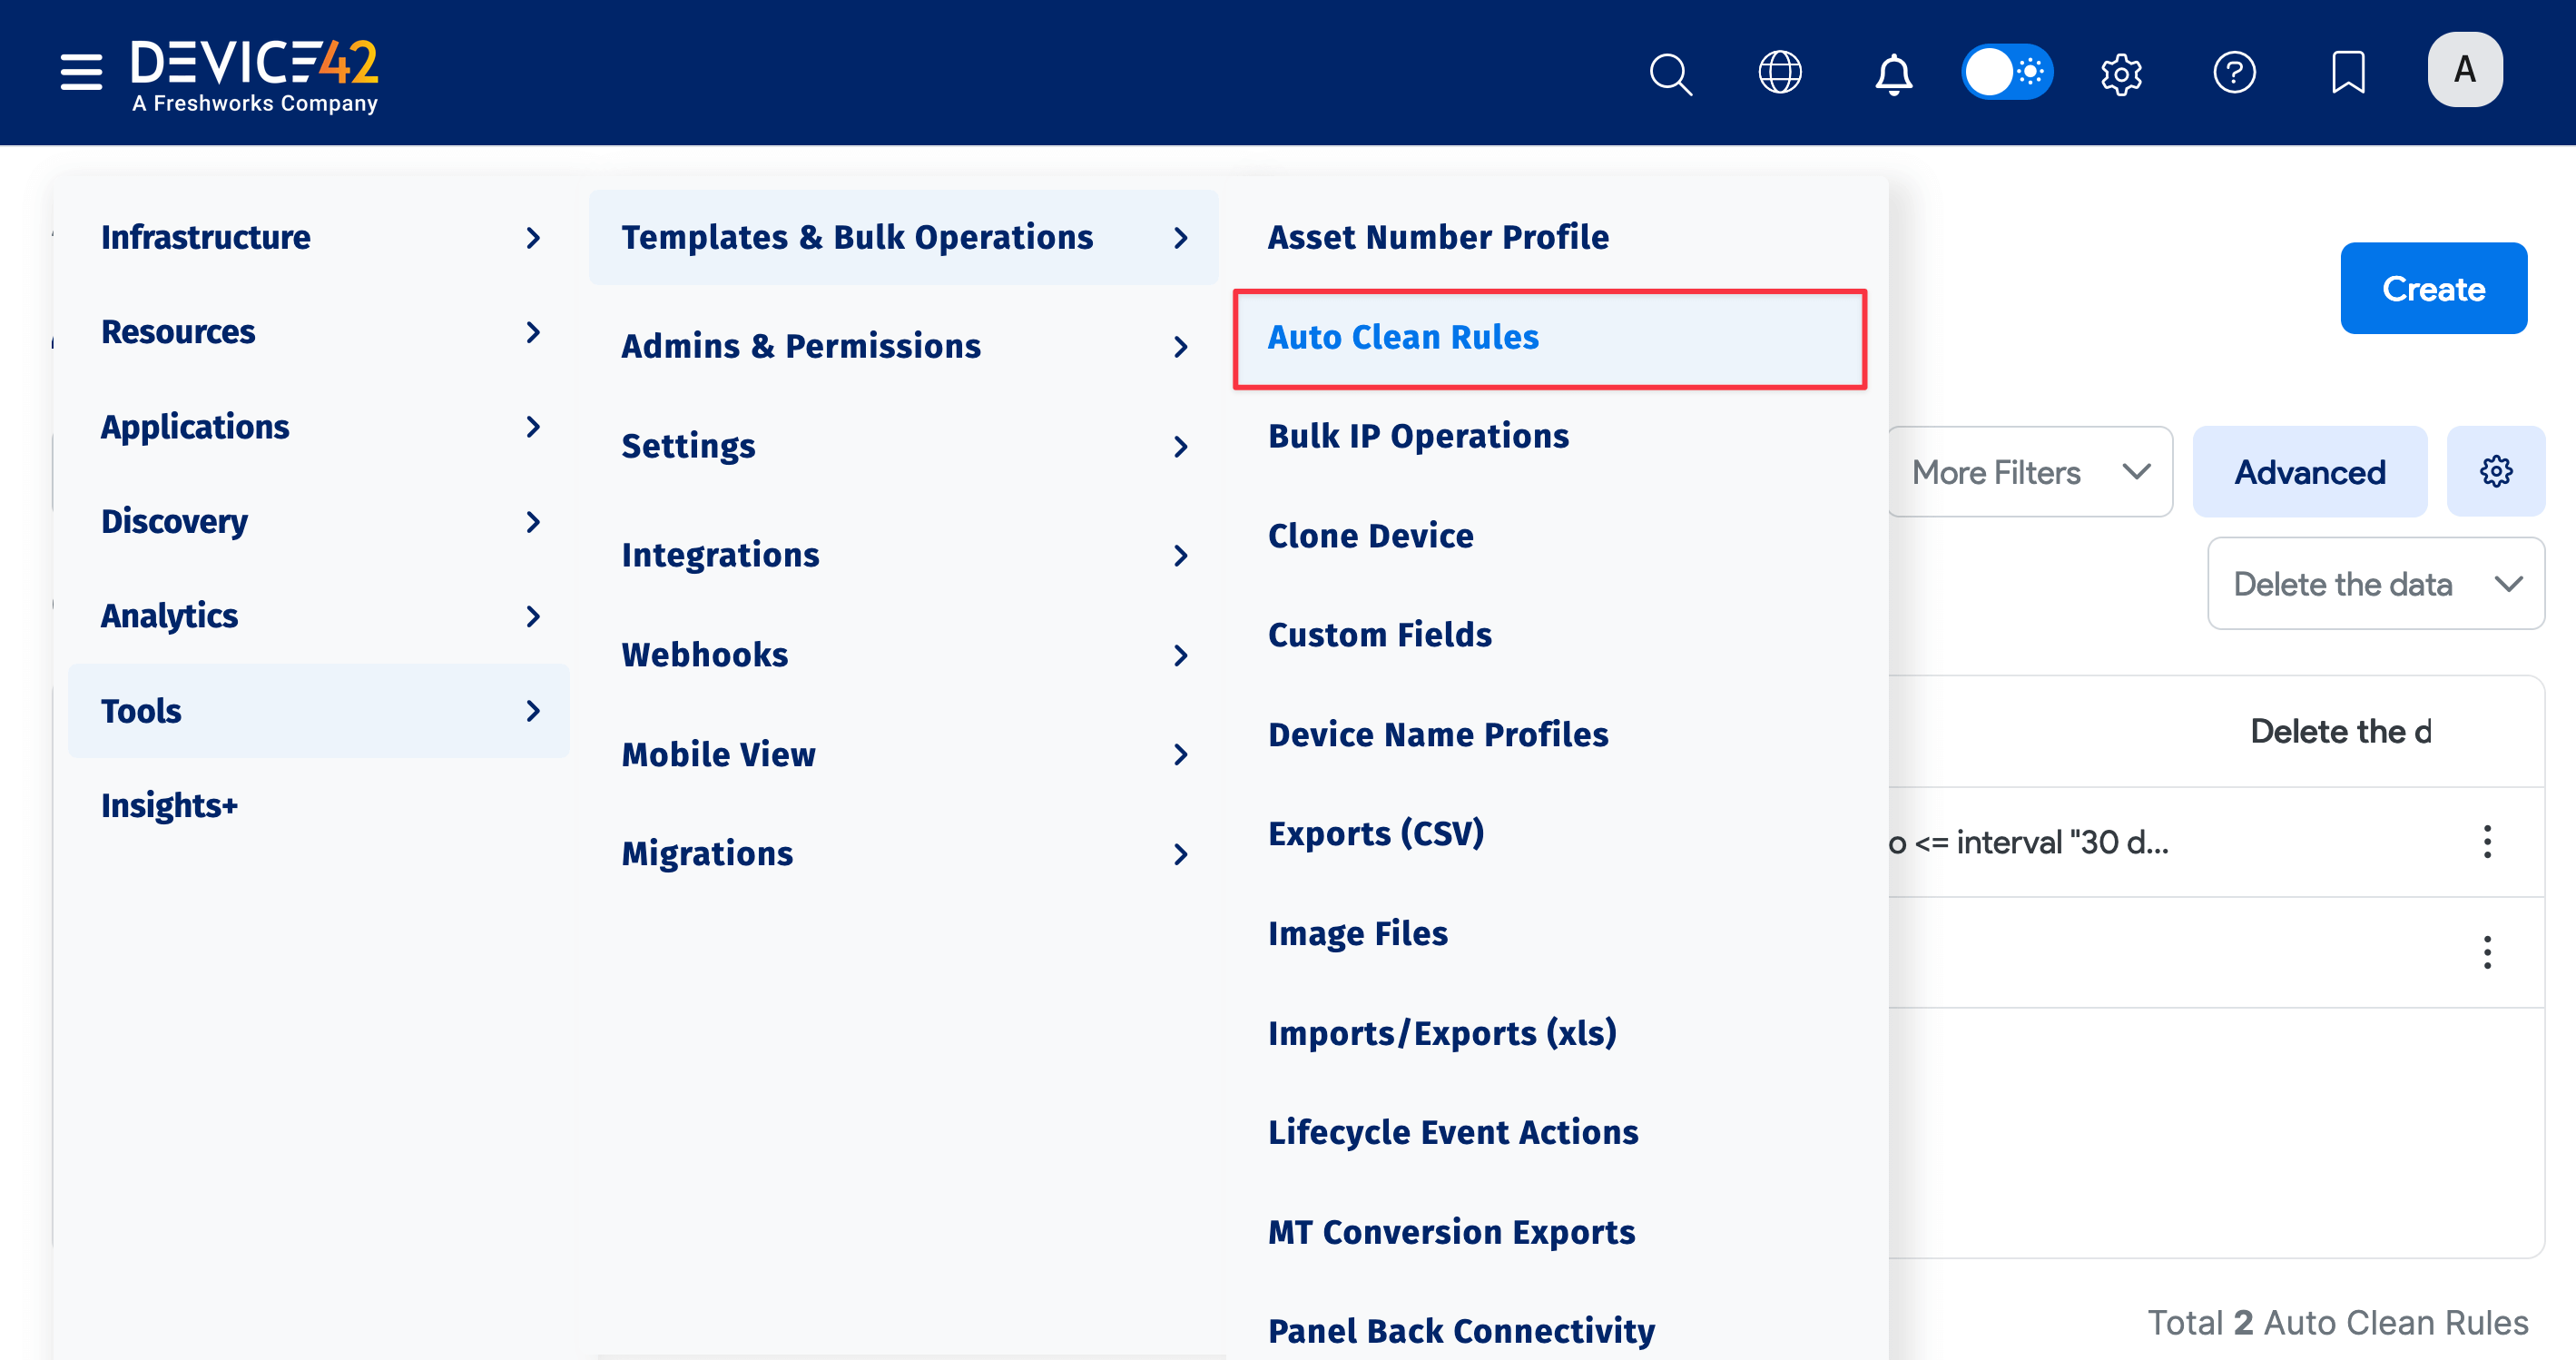 DEVICE42
A Freshworks Company
A
Infrastructure
Resources
Applications
Discovery
Analytics
Tools
Insights+
Templates & Bulk Operations
Admins & Permissions
Settings
Integrations
Webhooks
Mobile View
Migrations
Asset Number Profile
Auto Clean Rules
Bulk IP Operations
Clone Device
Custom Fields
Device Name Profiles
Exports (CSV)
Image Files
Imports/Exports (xls)
Lifecycle Event Actions
MT Conversion Exports
Panel Back Connectivity
Create
More Filters
Advanced
Delete the data
Delete the d
o <= interval "30 d...
Total 2 Auto Clean Rules